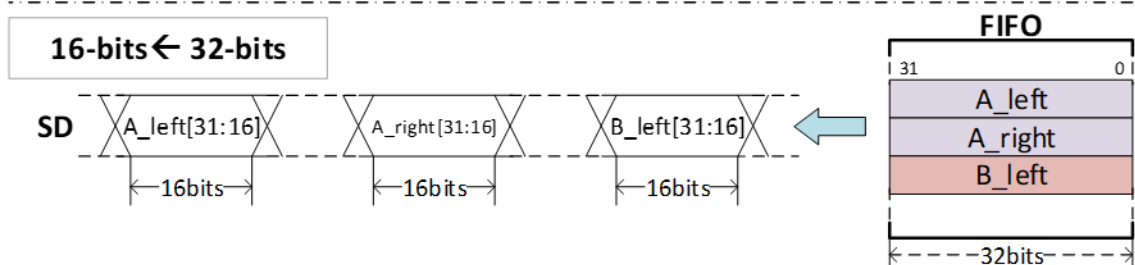 16-bits← 32-bits
FIFO
31 0
SD
A_left[31:16]
A_right[31:16]
B_left[31:16]
A_left
A_right
B_left
16bits
16bits
16bits
32bits